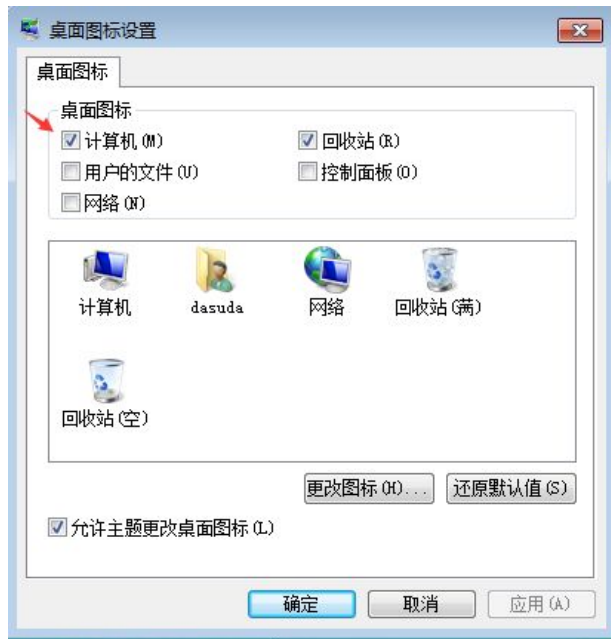 桌面图标设置
桌面图标
桌面图标
计算机(M) 回收站(R)
用户的文件(U) 控制面板(O)
网络(N)
计算机 dasuda 网络 回收站(满)
回收站(空)
更改图标(H)... 还原默认值(S)
允许主题更改桌面图标(L)
确定 取消 应用(A)